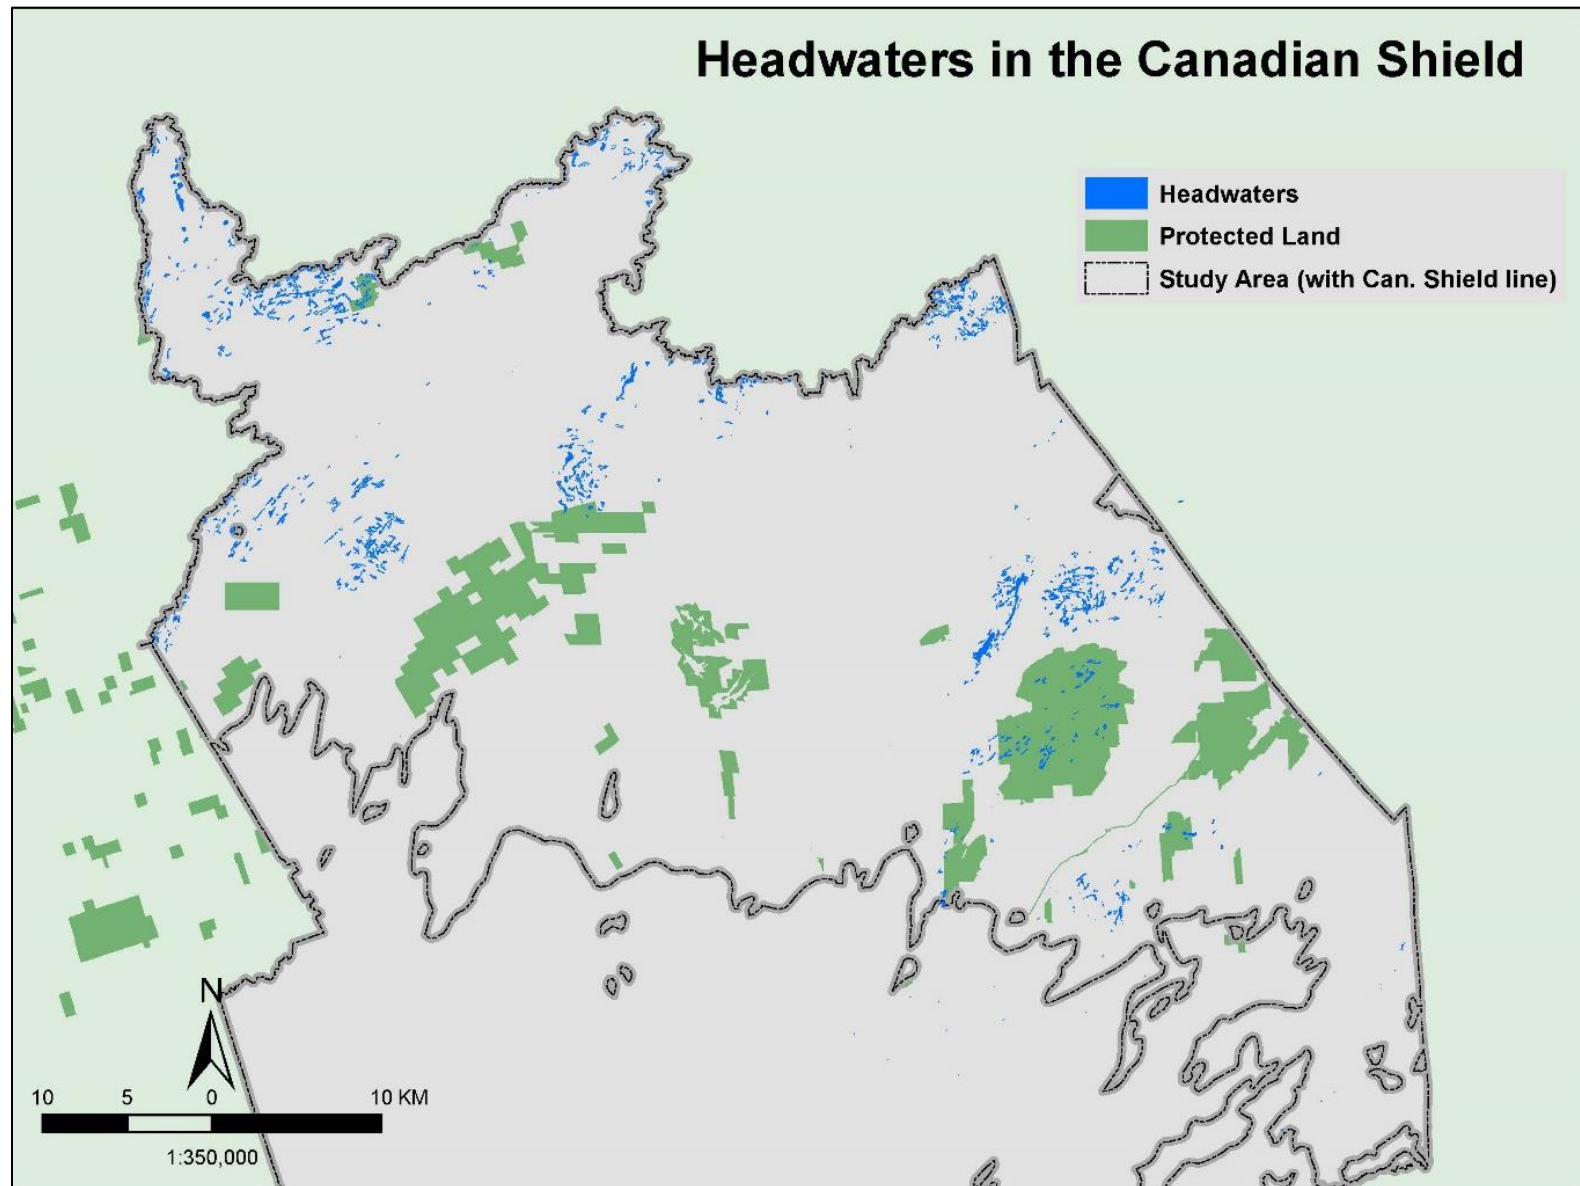 Headwaters in the Canadian Shield
Headwaters
Protected Land
Study Area (with Can. Shield line)
N
10 5 0 10 KM
1:350,000